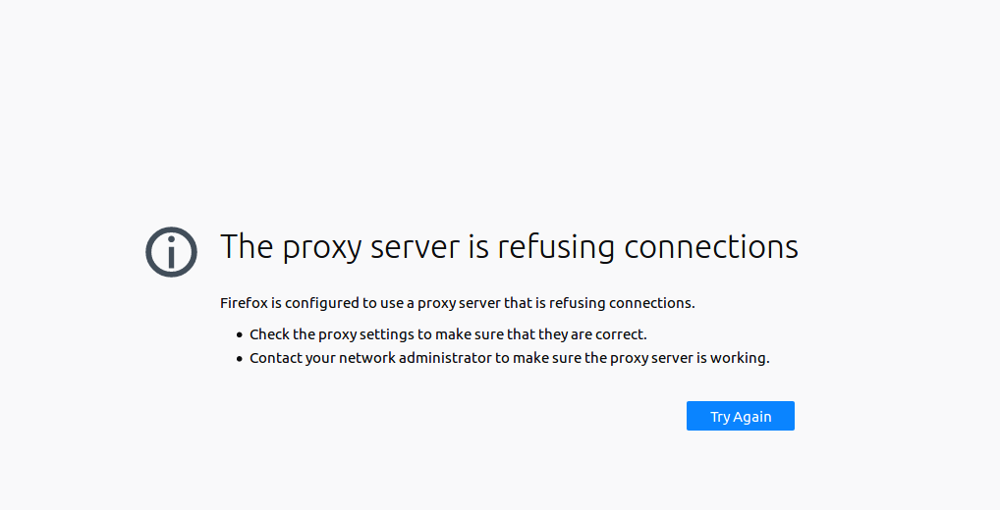 The proxy server is refusing connections
Firefox is configured to use a proxy server that is refusing connections.
• Check the proxy settings to make sure that they are correct.
• Contact your network administrator to make sure the proxy server is working.
Try Again